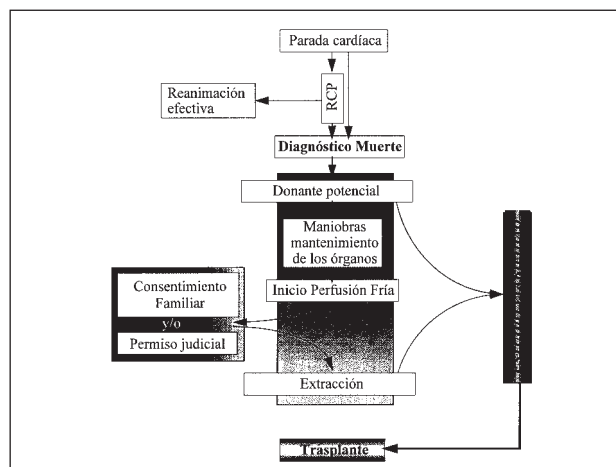 Parada cardíaca
RCP
Reanimación
efectiva
Diagnóstico Muerte
Donante potencial
Maniobras
mantenimiento
de los órganos
Inicio Perfusión Fría
Consentimiento
Familiar
y/o
Permiso judicial
Extracción
Trasplante